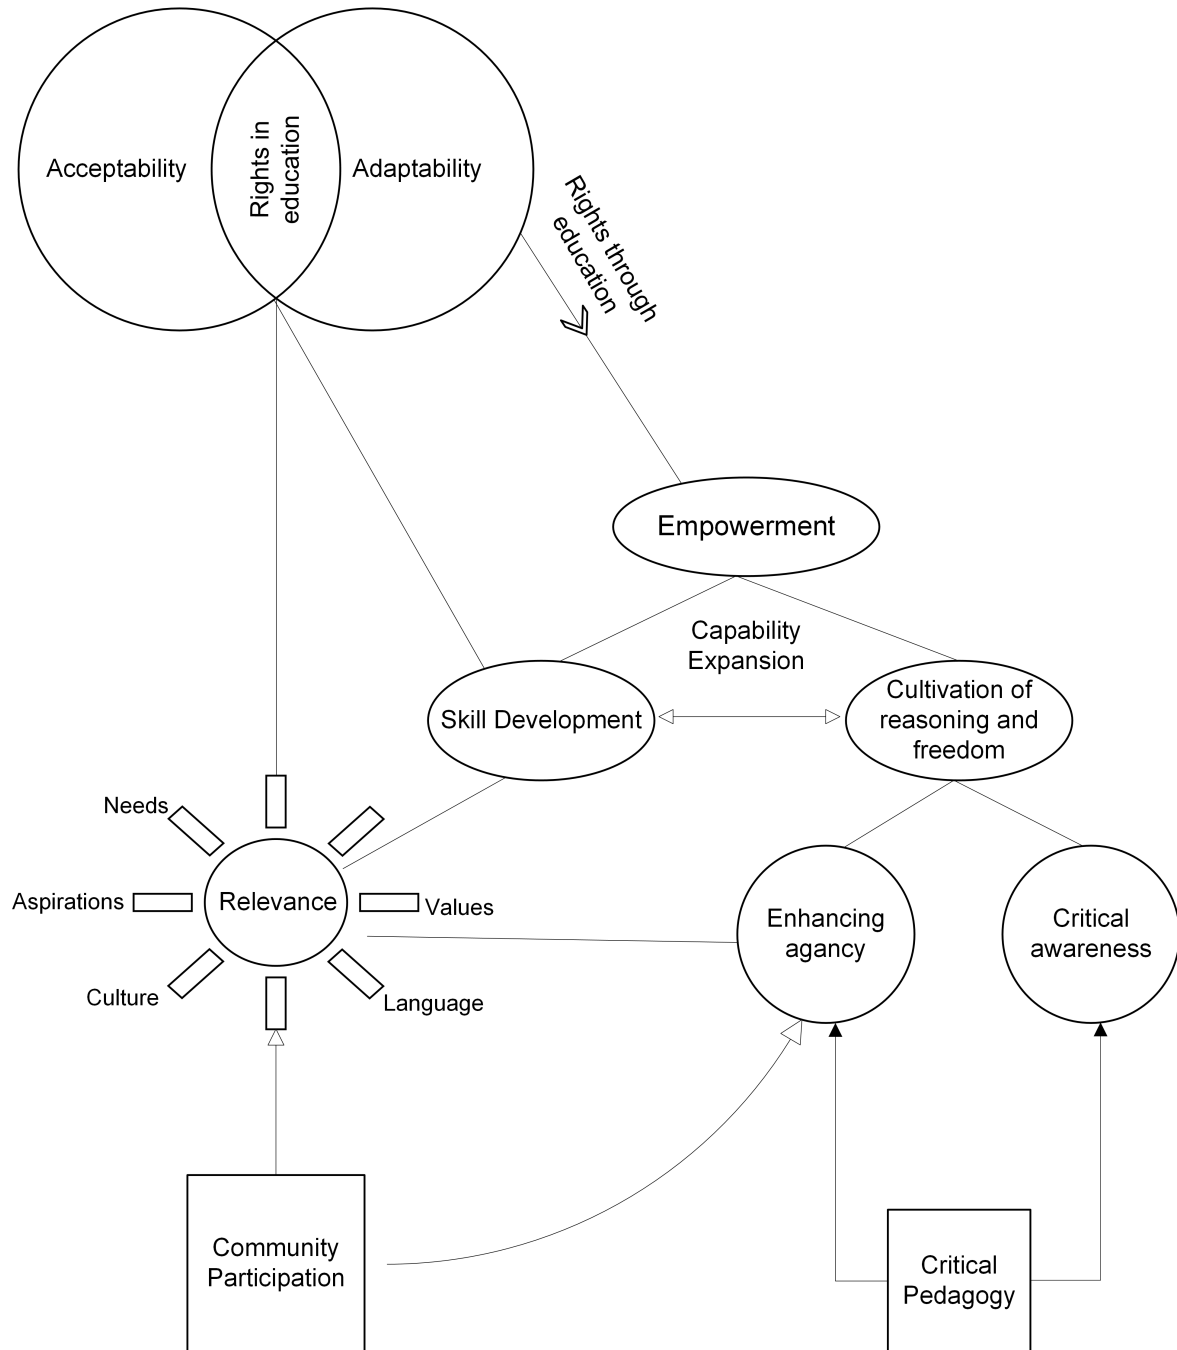 Acceptability
Rights in
education
Adaptability
Rights through
education
Empowerment
Capability
Expansion
Skill Development
Cultivation of
reasoning and
freedom
Needs
Aspirations
Relevance
Values
Culture
Language
Enhancing
agancy
Critical
awareness
Community
Participation
Critical
Pedagogy